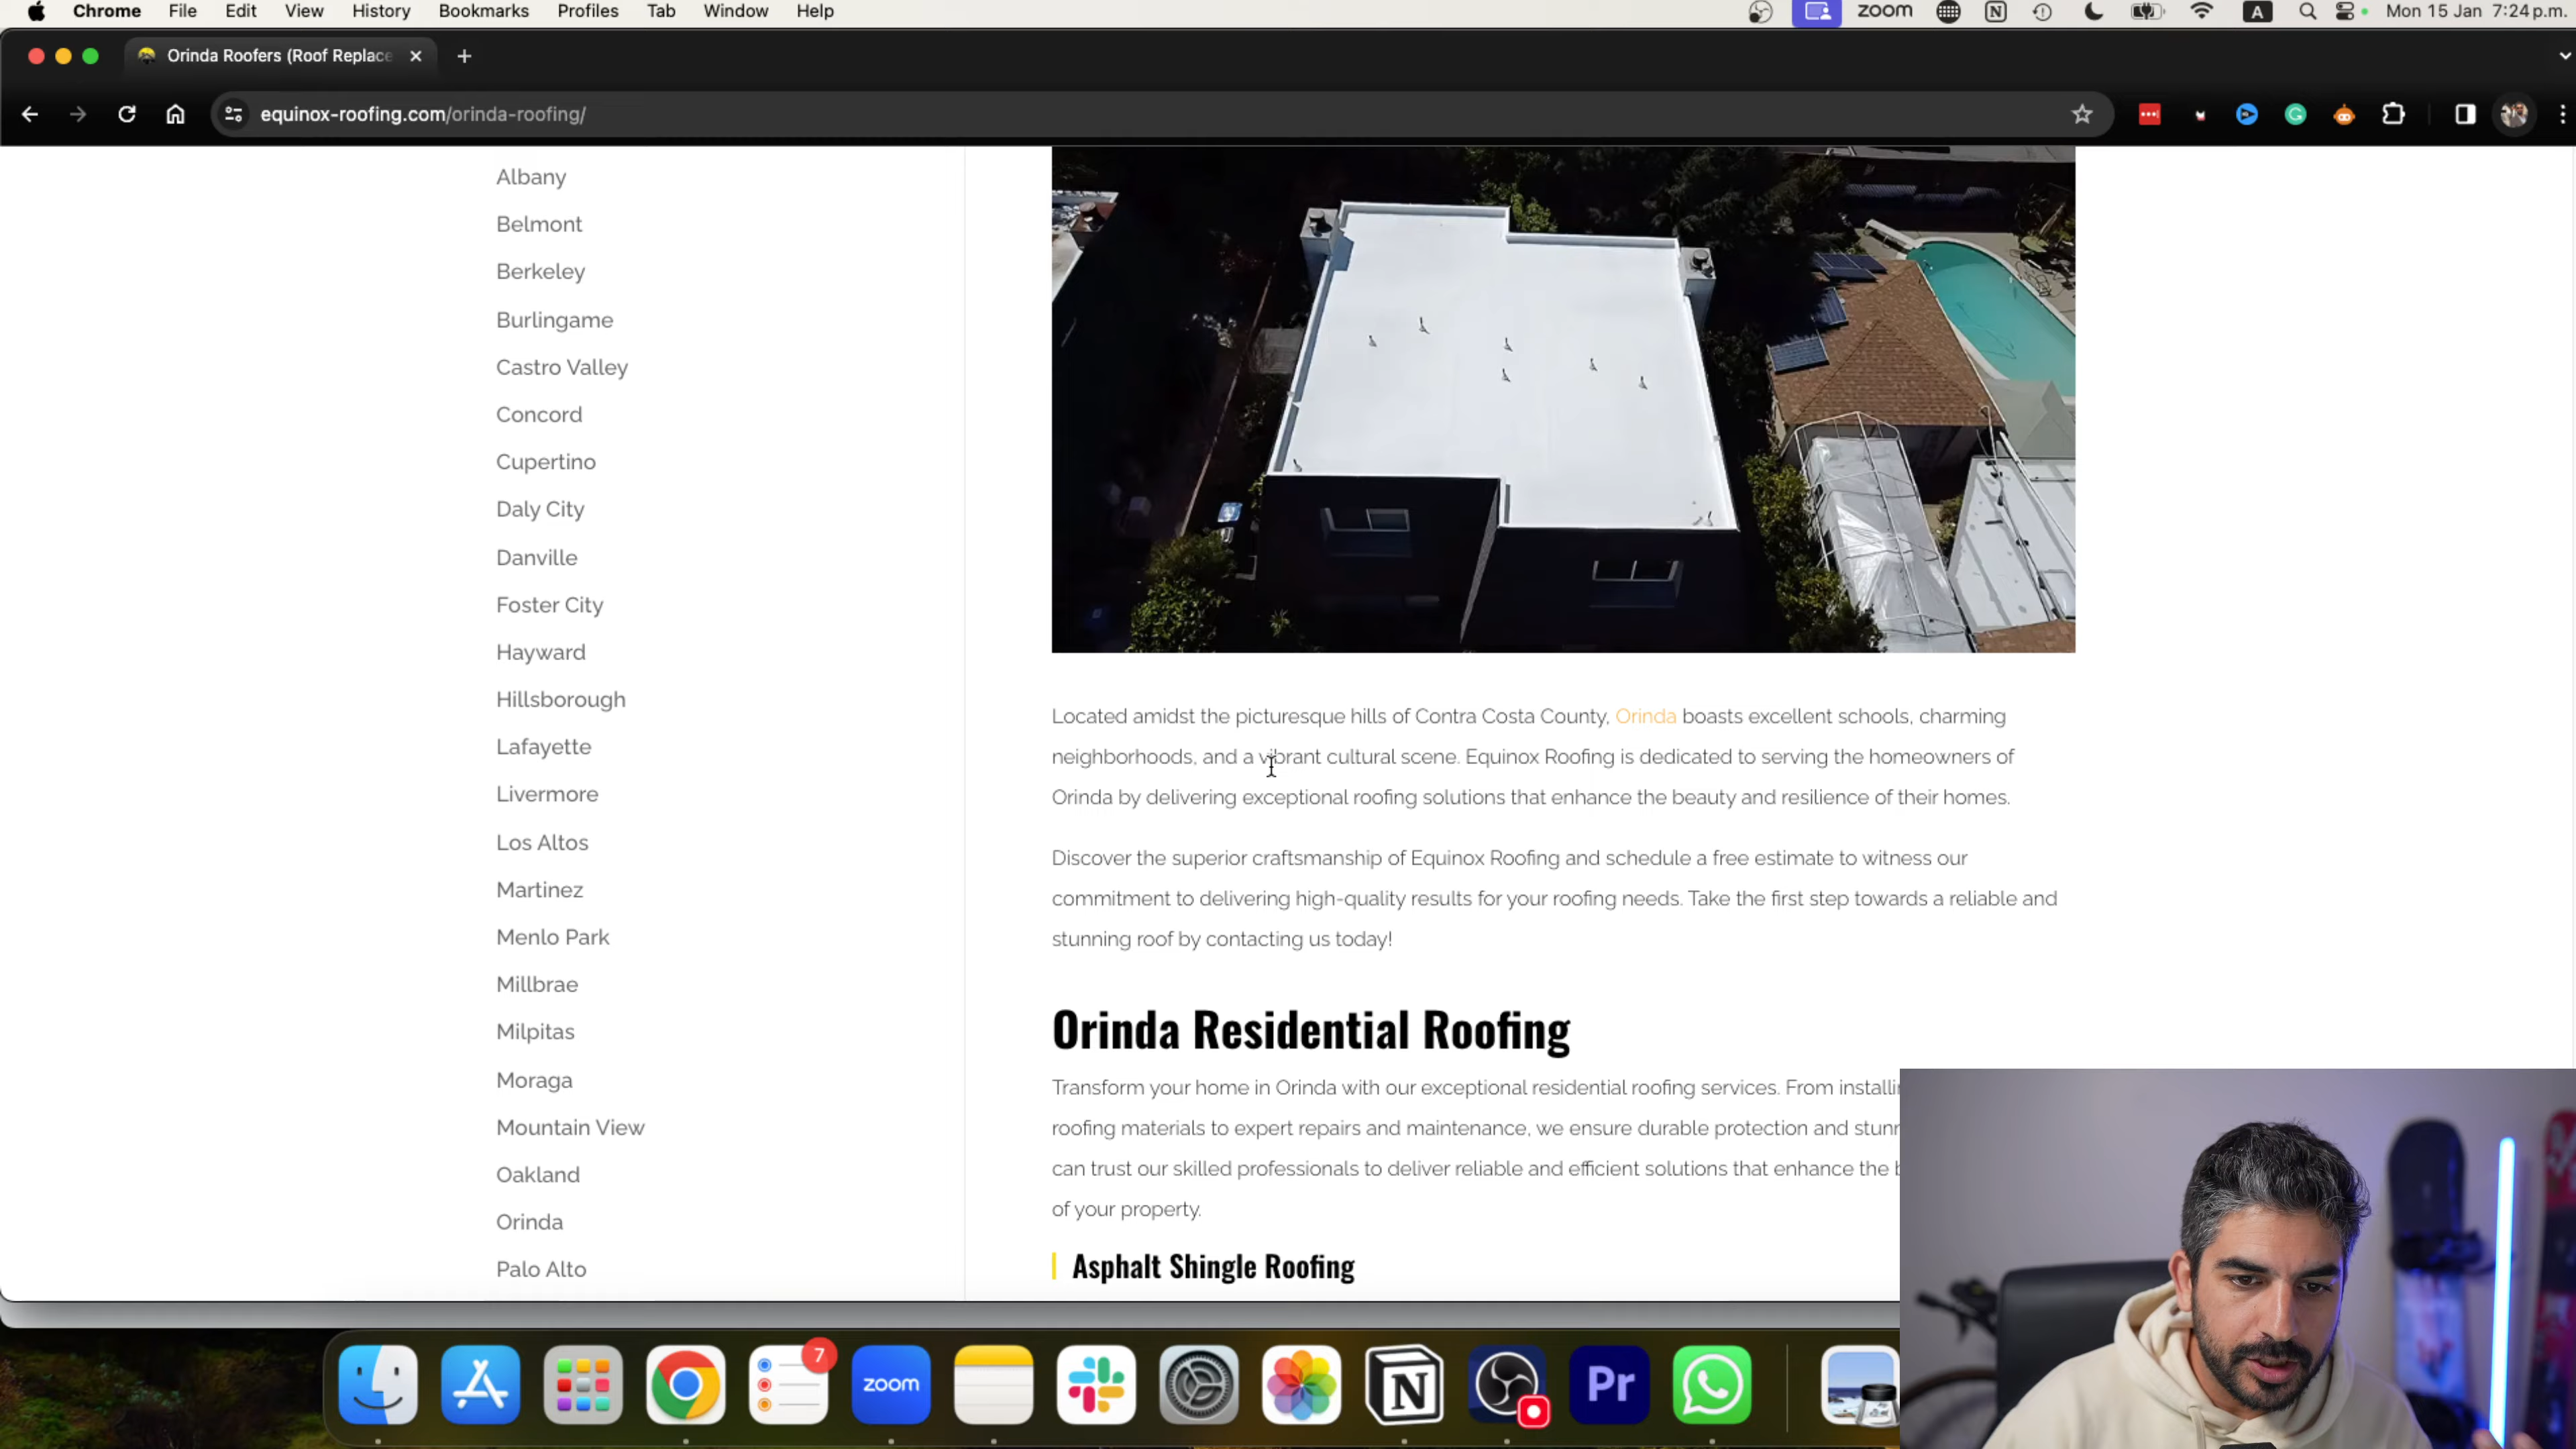 Chrome File Edit View History Bookmarks Profiles Tab Window Help
zoom A Mon 15 Jan 7:24 p.m.
Orinda Roofers (Roof Replace
equinox-roofing.com/orinda-roofing/
Albany
Belmont
Berkeley
Burlingame
Castro Valley
Concord
Cupertino
Daly City
Danville
Foster City
Hayward
Hillsborough
Lafayette
Livermore
Los Altos
Martinez
Menlo Park
Millbrae
Milpitas
Moraga
Mountain View
Oakland
Orinda
Palo Alto
Located amidst the picturesque hills of Contra Costa County, Orinda boasts excellent schools, charming
neighborhoods, and a vibrant cultural scene. Equinox Roofing is dedicated to serving the homeowners of
Orinda by delivering exceptional roofing solutions that enhance the beauty and resilience of their homes.
Discover the superior craftsmanship of Equinox Roofing and schedule a free estimate to witness our
commitment to delivering high-quality results for your roofing needs. Take the first step towards a reliable and
stunning roof by contacting us today!
Orinda Residential Roofing
Transform your home in Orinda with our exceptional residential roofing services. From installi
roofing materials to expert repairs and maintenance, we ensure durable protection and stunn
can trust our skilled professionals to deliver reliable and efficient solutions that enhance the b
of your property.
Asphalt Shingle Roofing
7
zoom
N
Pr